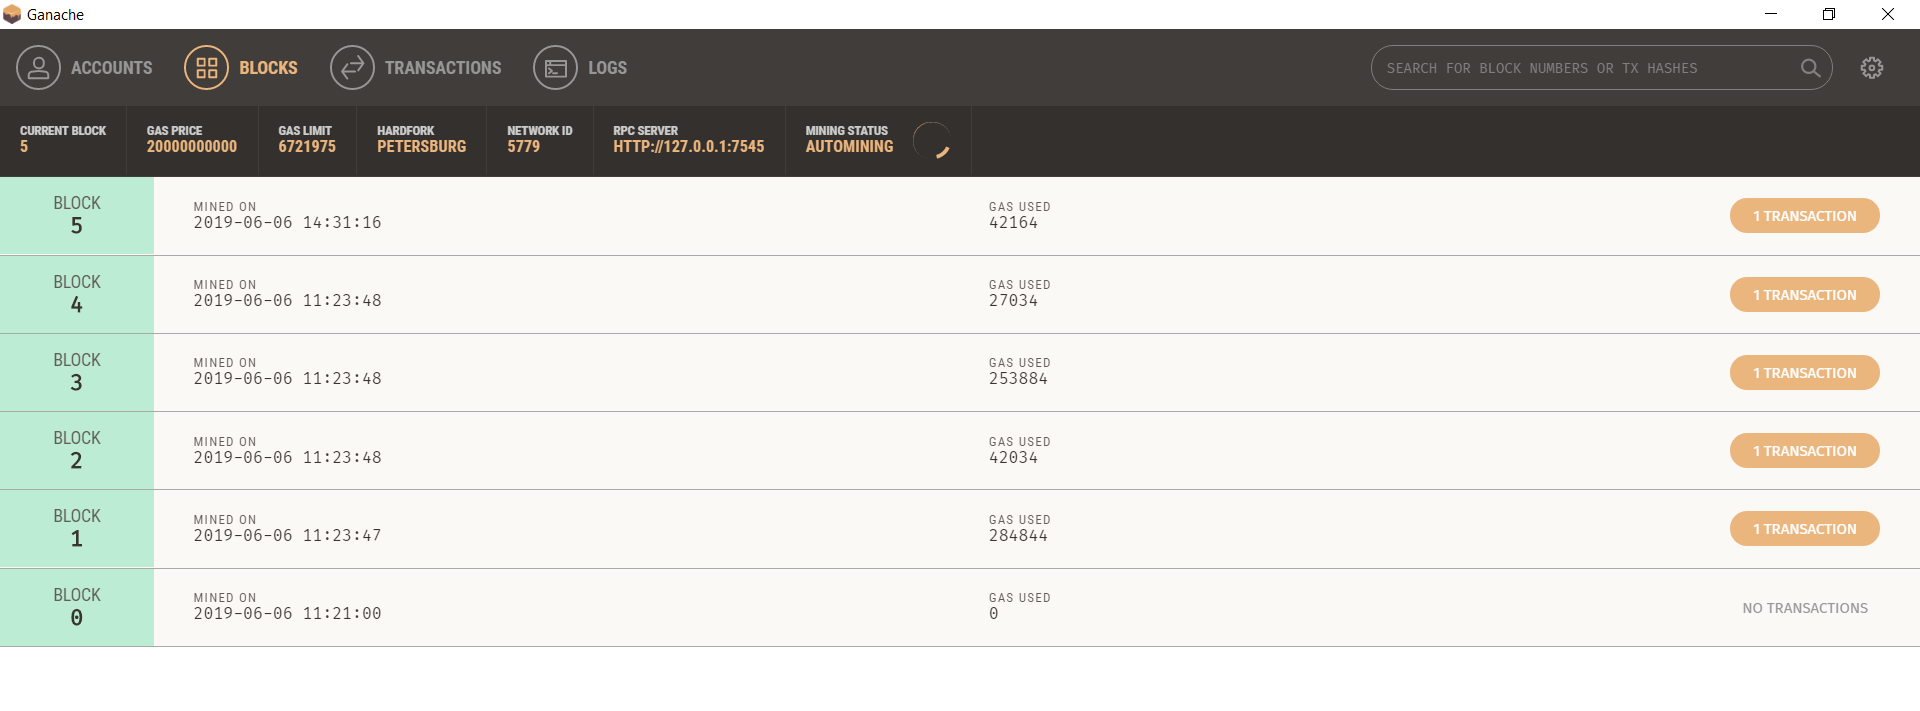 Ganache
ACCOUNTS BLOCKS TRANSACTIONS LOGS SEARCH FOR BLOCK NUMBERS OR TX HASHES
CURRENT BLOCK GAS PRICE GAS LIMIT HARDFORK NETWORK ID RPC SERVER MINING STATUS
5 20000000000 6721975 PETERSBURG 5779 HTTP://127.0.0.1:7545 AUTOMINING
BLOCK MINED ON GAS USED
5 2019-06-06 14:31:16 42164 1 TRANSACTION
BLOCK MINED ON GAS USED
4 2019-06-06 11:23:48 27034 1 TRANSACTION
BLOCK MINED ON GAS USED
3 2019-06-06 11:23:48 253884 1 TRANSACTION
BLOCK MINED ON GAS USED
2 2019-06-06 11:23:48 42034 1 TRANSACTION
BLOCK MINED ON GAS USED
1 2019-06-06 11:23:47 284844 1 TRANSACTION
BLOCK MINED ON GAS USED
0 2019-06-06 11:21:00 0 NO TRANSACTIONS